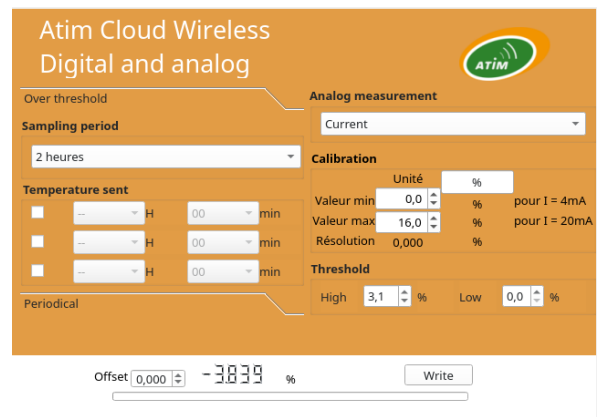 Atim Cloud Wireless
Digital and analog
ATIM
Over threshold
Sampling period
2 heures
Temperature sent
-- H 00 min
-- H 00 min
-- H 00 min
Periodical
Analog measurement
Current
Calibration
Unité %
Valeur min 0,0 % pour I = 4mA
Valeur max 16,0 % pour I = 20mA
Résolution 0,000 %
Threshold
High 3,1 % Low 0,0 %
Offset 0,000 -3.839 % Write